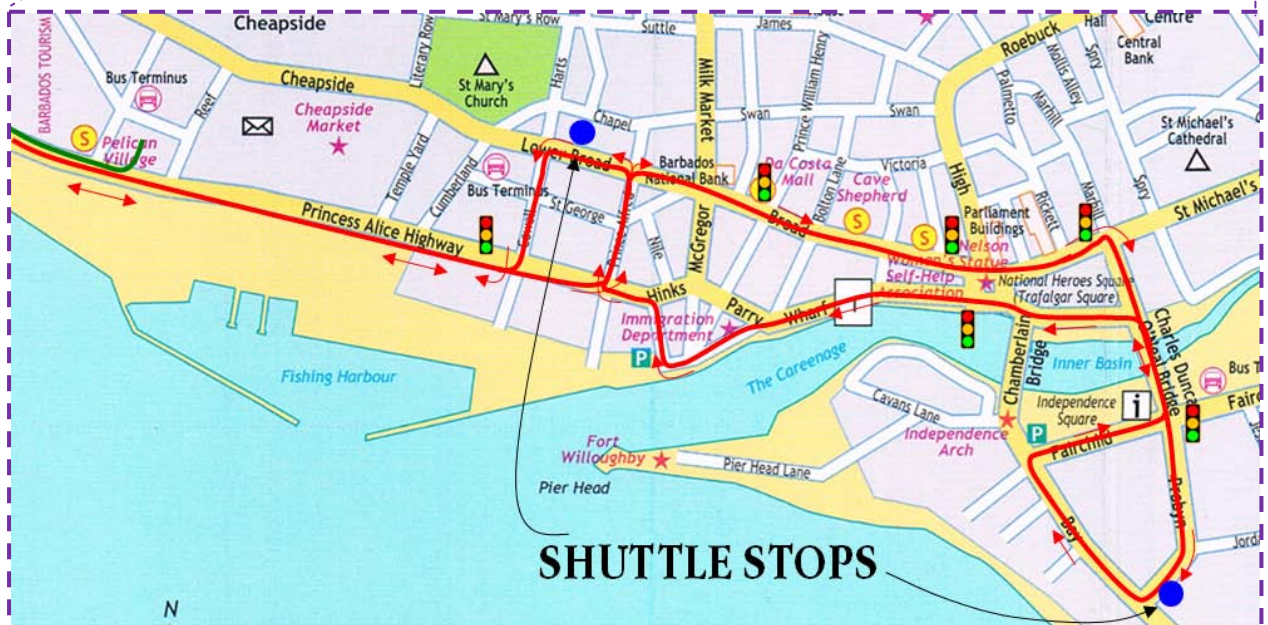 BARBADOS TOURISM
Cheapside
Literary Row
St Mary's Row
Suttle
James
Roebuck
Hall
Centre
Central
Bank
Spry
Mollis Alley
Marhill
Palmetto
Bus Terminus
Reef
Cheapside
St Mary's
Church
Harts
Milk Market
Prince William Henry
Cheapside
Market
Chapel
Swan
Swan
St Michael's
Cathedral
S
Pelican
Village
Temple Yard
Cumberland
Lower Broad
Bus Terminus
Barbados
National Bank
Da Costa
Mall
Bolton Lane
Victoria
Cave
Shepherd
High
Rickett
Marhill
Spry
St Michael's
St George
Nile
McGregor
Broad
S
S
Parliament
Buildings
Princess Alice Highway
Nelson
Statue
Women's
Self-Help
Association
National Heroes Square
(Trafalgar Square)
Hinks
Parry
Wharf
i
Immigration
Department
P
Chamberlain
Bridge
Charles Duncan
O'Neal Bridge
Inner Basin
Bus T
Fairc
The Careenage
Fishing Harbour
Cavans Lane
Independence
Square
i
Independence
Arch
P
Fairchild
Fort
Willoughby
Pier Head Lane
Pier Head
Bay
Probyn
Jorda
SHUTTLE STOPS
N